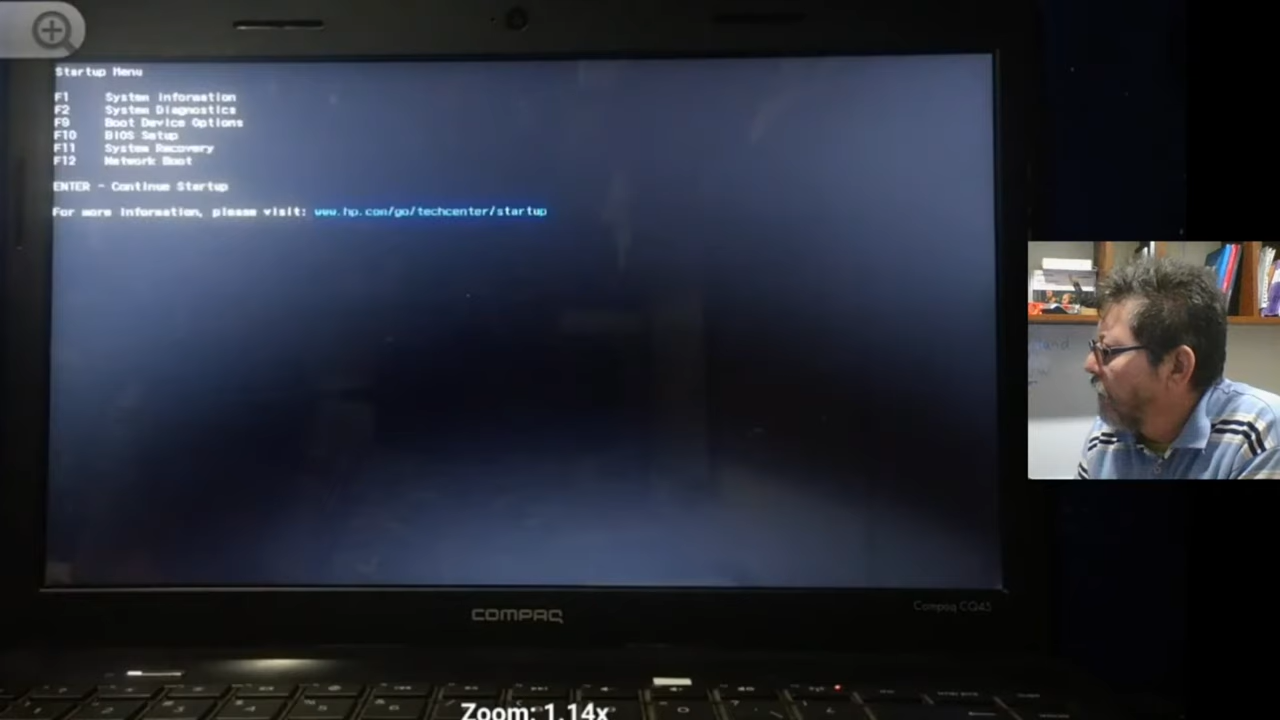 Startup Menu
F1 System Information
F2 System Diagnostics
F9 Boot Device Options
F10 BIOS Setup
F11 System Recovery
F12 Network Boot
ENTER - Continue Startup
For more information, please visit: www.hp.com/go/techcenter/startup
Compaq CQ43
COMPAQ
Zoom: 1.14x